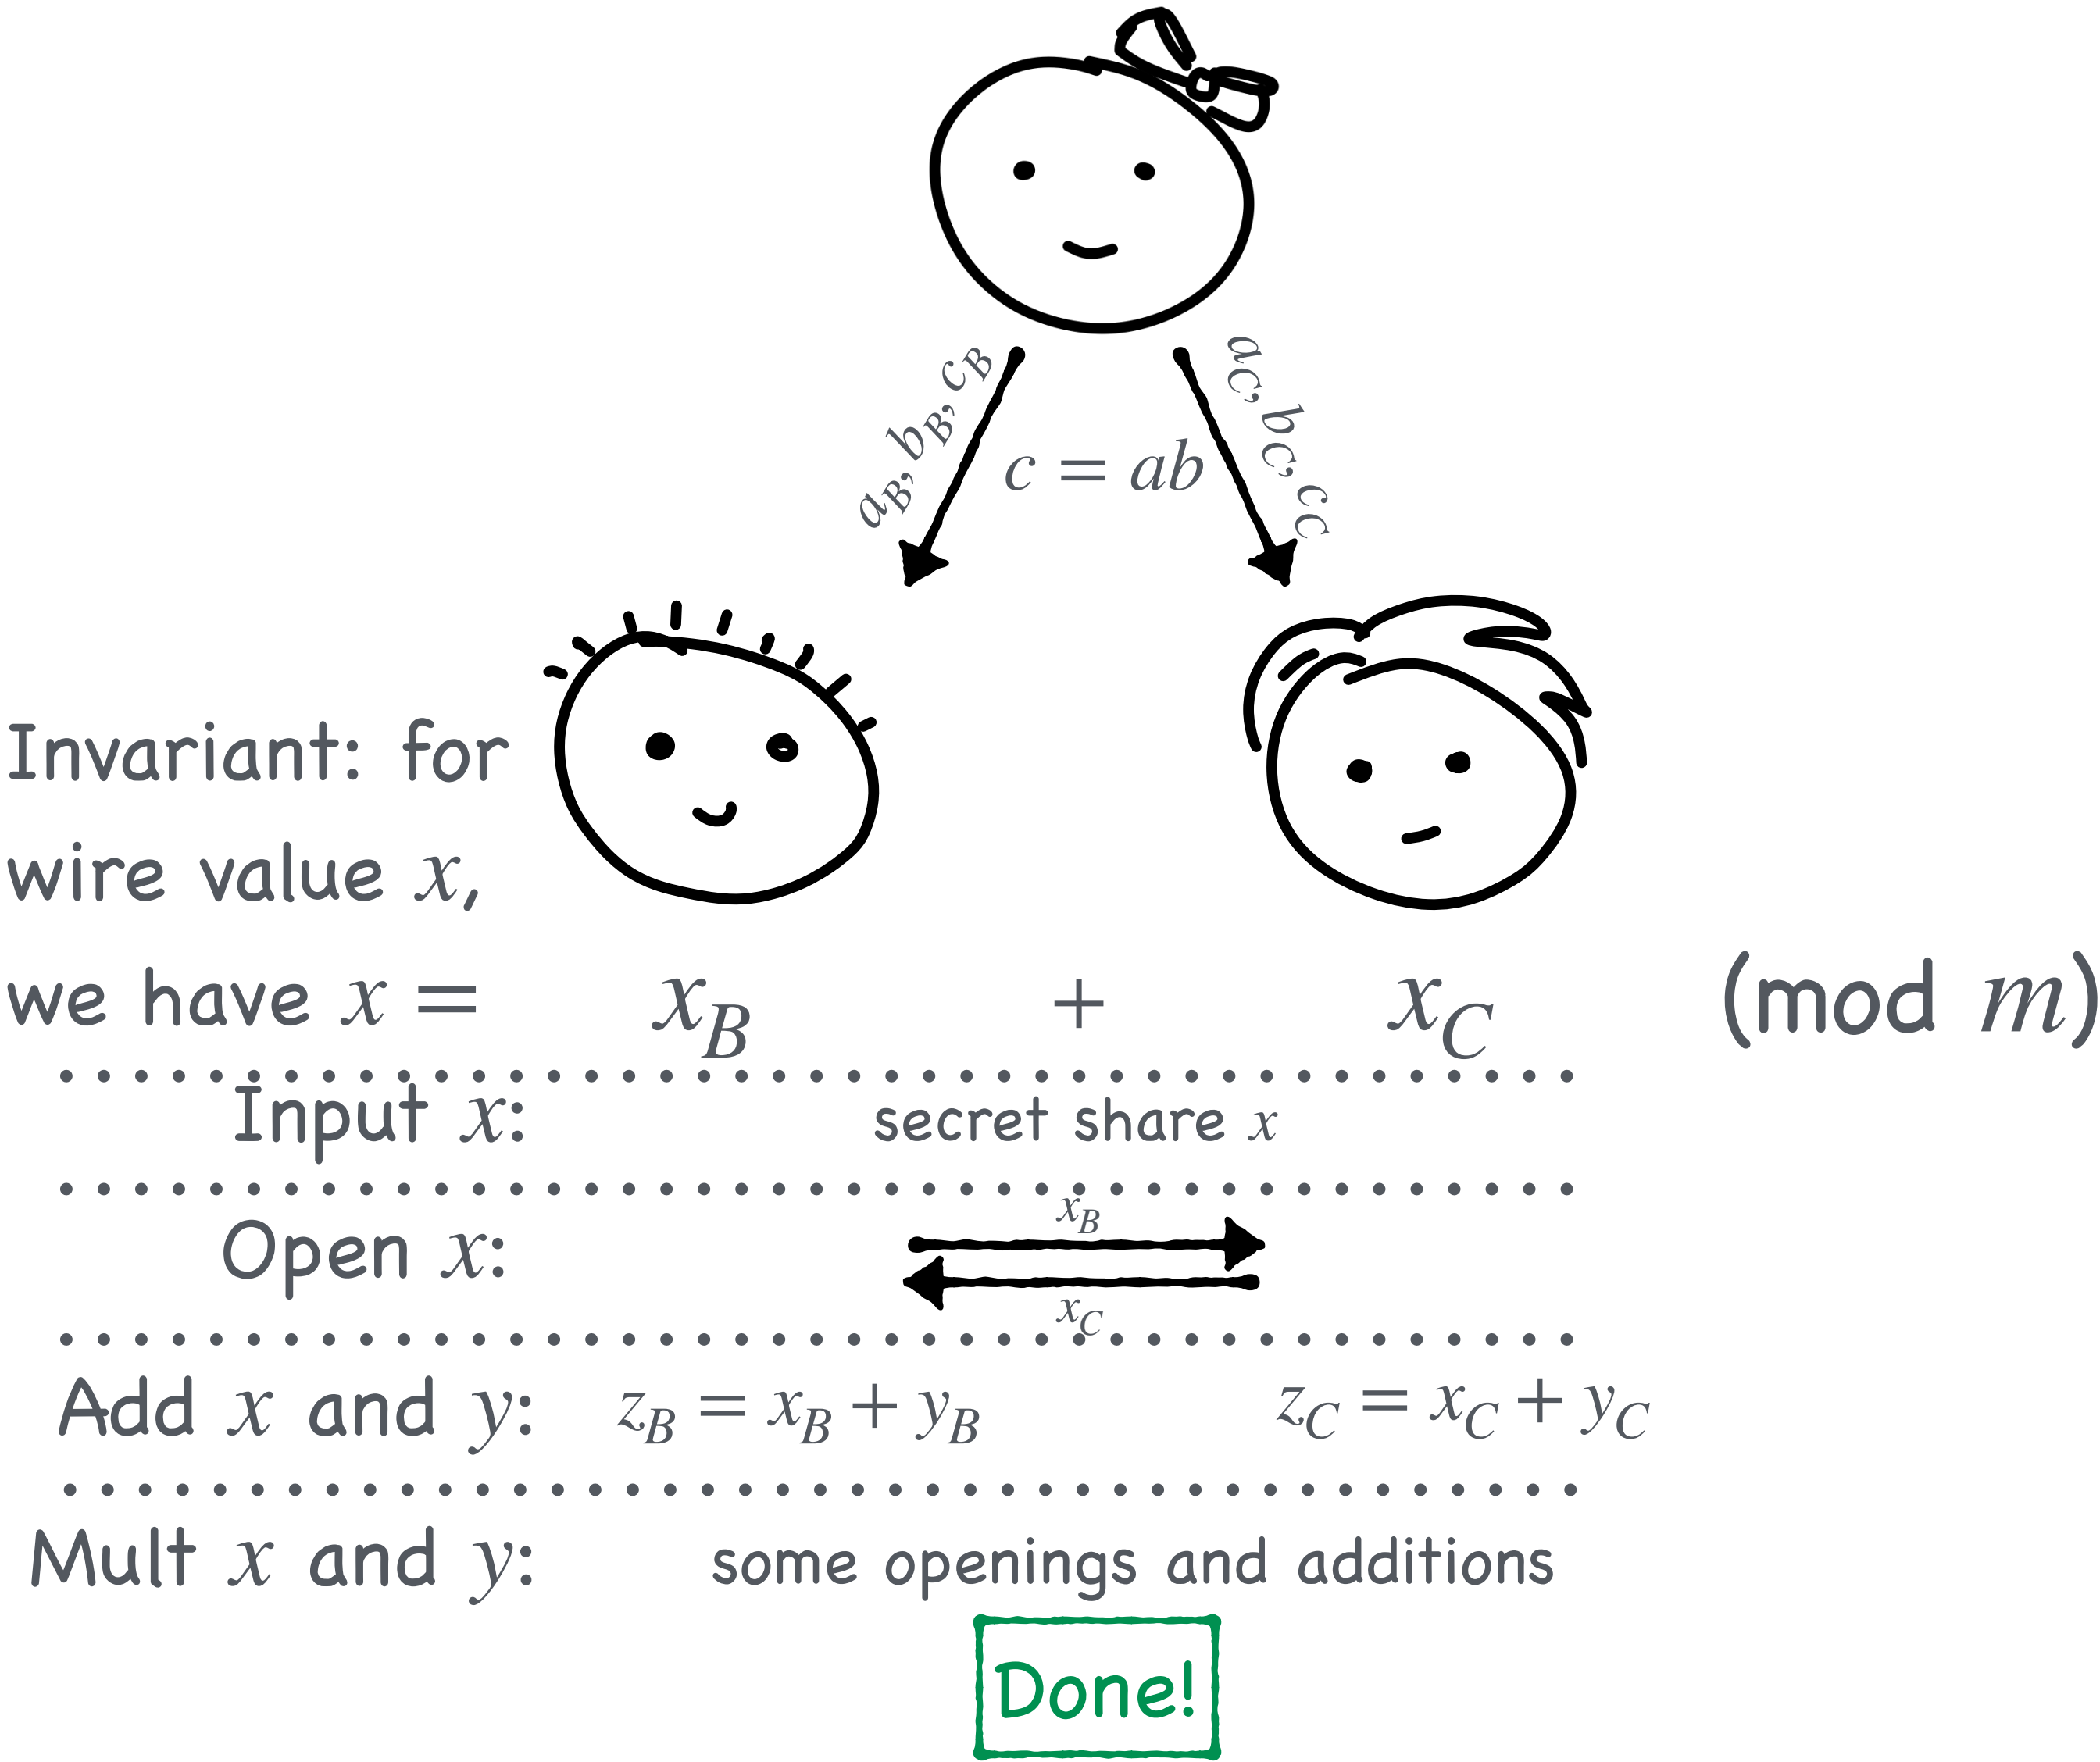 a_B, b_B, c_B
a_C, b_C, c_C
c = ab
Invariant: for
wire value x,
we have x = x_B + x_C (mod m)
Input x: secret share x
x_B
Open x:
x_C
Add x and y: z_B = x_B + y_B z_C = x_C + y_C
Mult x and y: some openings and additions
Done!